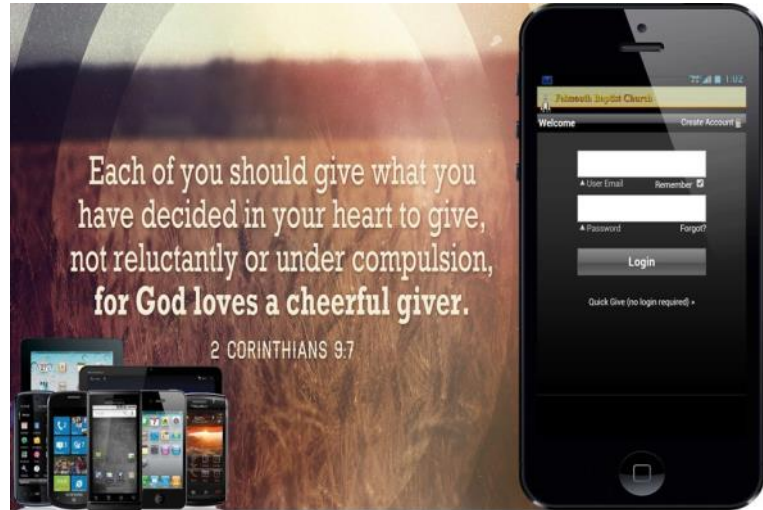 Each of you should give what you
have decided in your heart to give,
not reluctantly or under compulsion,
for God loves a cheerful giver.
2 CORINTHIANS 9:7
1:02
Falmouth Baptist Church
Welcome
Create Account
User Email
Remember
Password
Forgot?
Login
Quick Give (no login required) »